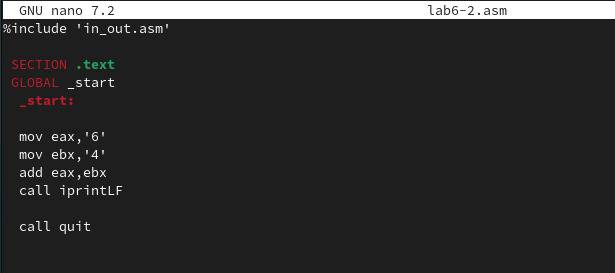 GNU nano 7.2 lab6-2.asm
%include 'in_out.asm'
SECTION .text
GLOBAL _start
_start:
mov eax,'6'
mov ebx,'4'
add eax,ebx
call iprintLF
call quit